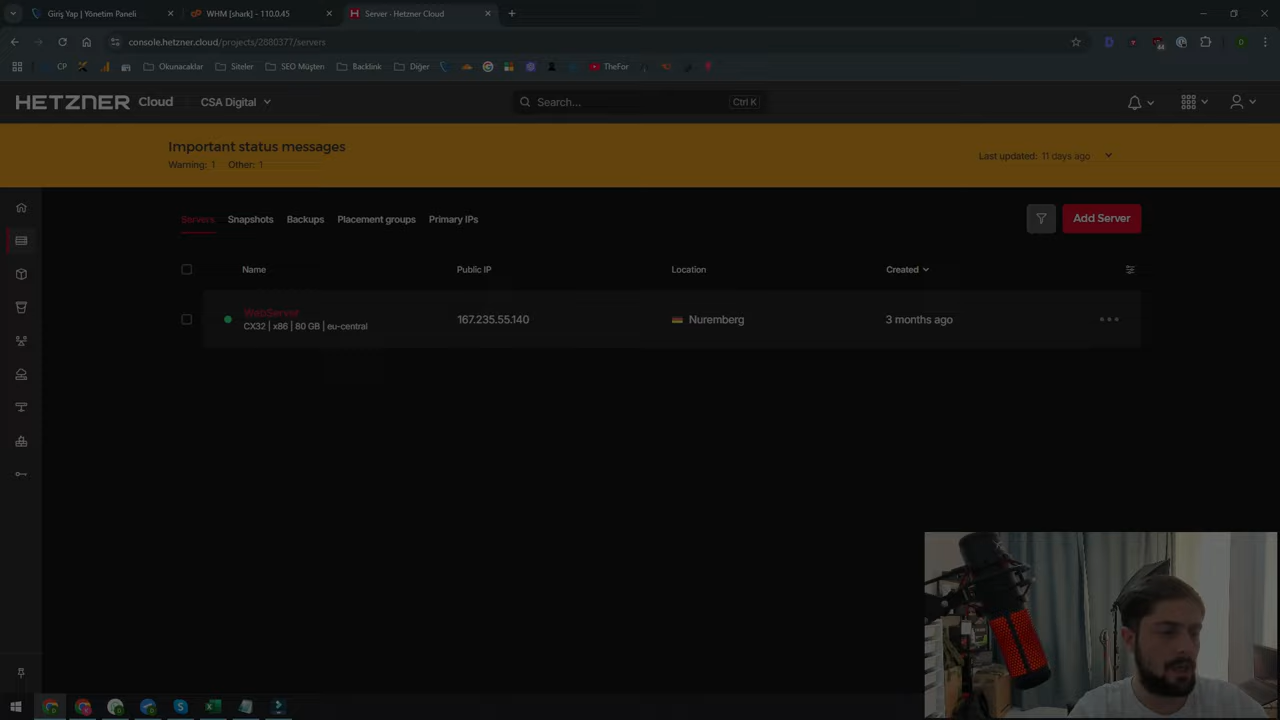 Giriş Yap | Yönetim Paneli
WHM [shark] - 110.0.45
Server · Hetzner Cloud
console.hetzner.cloud/projects/2880377/servers
CP
Okunacaklar
Siteler
SEO Müşten
Backlink
Diğer
TheFor
HETZNER Cloud
CSA Digital
Search...
Ctrl K
Important status messages
Warning: 1 Other: 1
Last updated: 11 days ago
Servers Snapshots Backups Placement groups Primary IPs
Add Server
Name Public IP Location Created
WebServer
CX32 | x86 | 80 GB | eu-central
167.235.55.140
Nuremberg
3 months ago